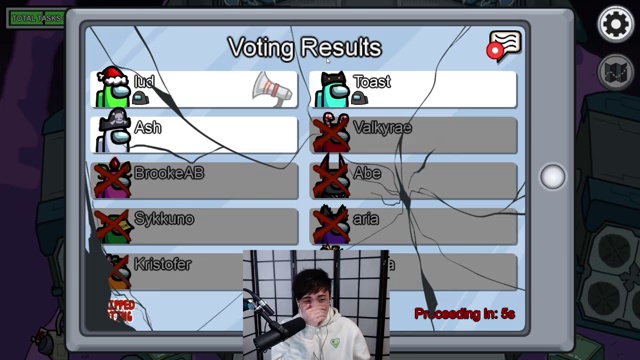 TOTAL TASKS
Voting Results
lud
Toast
Ash
Valkyrae
BrookeAB
Abe
Sykkuno
aria
Kristofer
Proceeding In: 5s